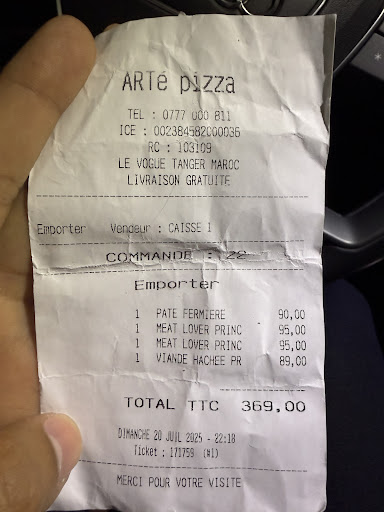 ARTé pizza
TEL : 0777 000 811
ICE : 002384582000036
RC : 103109
LE VOGUE TANGER MAROC
LIVRAISON GRATUITE
Emporter Vendeur : CAISSE 1
COMMANDE : 28
Emporter
1 PATE FERMIERE 90,00
1 MEAT LOVER PRINC 95,00
1 MEAT LOVER PRINC 95,00
1 VIANDE HACHEE PR 89,00
TOTAL TTC 369,00
DIMANCHE 20 JUIL 2025 - 22:18
Ticket : 171759 (#1)
MERCI POUR VOTRE VISITE